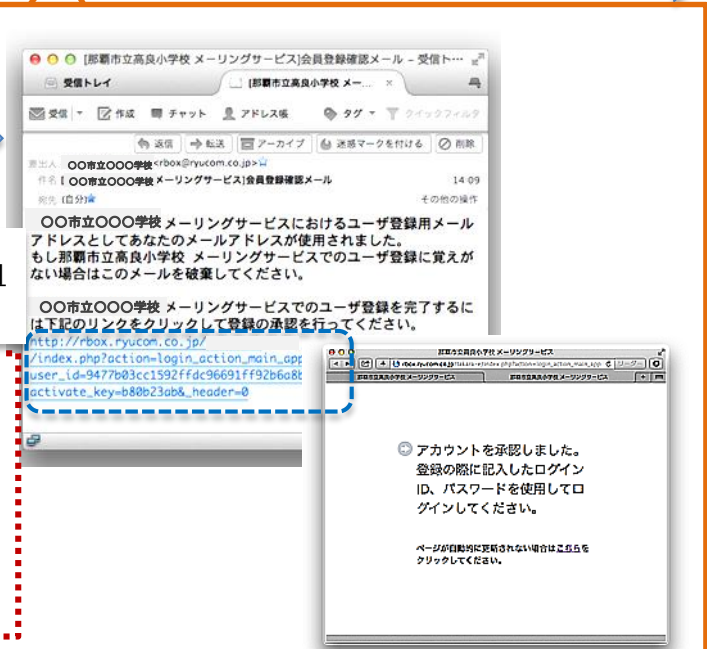 [那覇市立高良小学校 メーリングサービス]会員登録確認メール – 受信ト…
受信トレイ
[那覇市立高良小学校 メー… ×
受信 作成 チャット アドレス帳 タグ クイックフィルタ
返信 転送 アーカイブ 迷惑マークを付ける 削除
差出人 〇〇市立〇〇〇学校<rbox@ryucom.co.jp>
件名 [ 〇〇市立〇〇〇学校 メーリングサービス]会員登録確認メール 14:09
宛先 (自分) その他の操作
〇〇市立〇〇〇学校 メーリングサービスにおけるユーザ登録用メール
アドレスとしてあなたのメールアドレスが使用されました。
もし那覇市立高良小学校 メーリングサービスでのユーザ登録に覚えが
ない場合はこのメールを破棄してください。
〇〇市立〇〇〇学校 メーリングサービスでのユーザ登録を完了するに
は下記のリンクをクリックして登録の承認を行ってください。
http://rbox.ryucom.co.jp/
/index.php?action=login_action_main_app
user_id=9477b03cc1592ffdc96691ff92b6a8b
activate_key=b80b23ab&_header=0
1
那覇市立高良小学校 メーリングサービス
那覇市立高良小学校 メーリングサービス
那覇市立高良小学校 メーリングサービス
アカウントを承認しました。
登録の際に記入したログイン
ID、パスワードを使用してロ
グインしてください。
ページが自動的に更新されない場合はこちらを
クリックしてください。